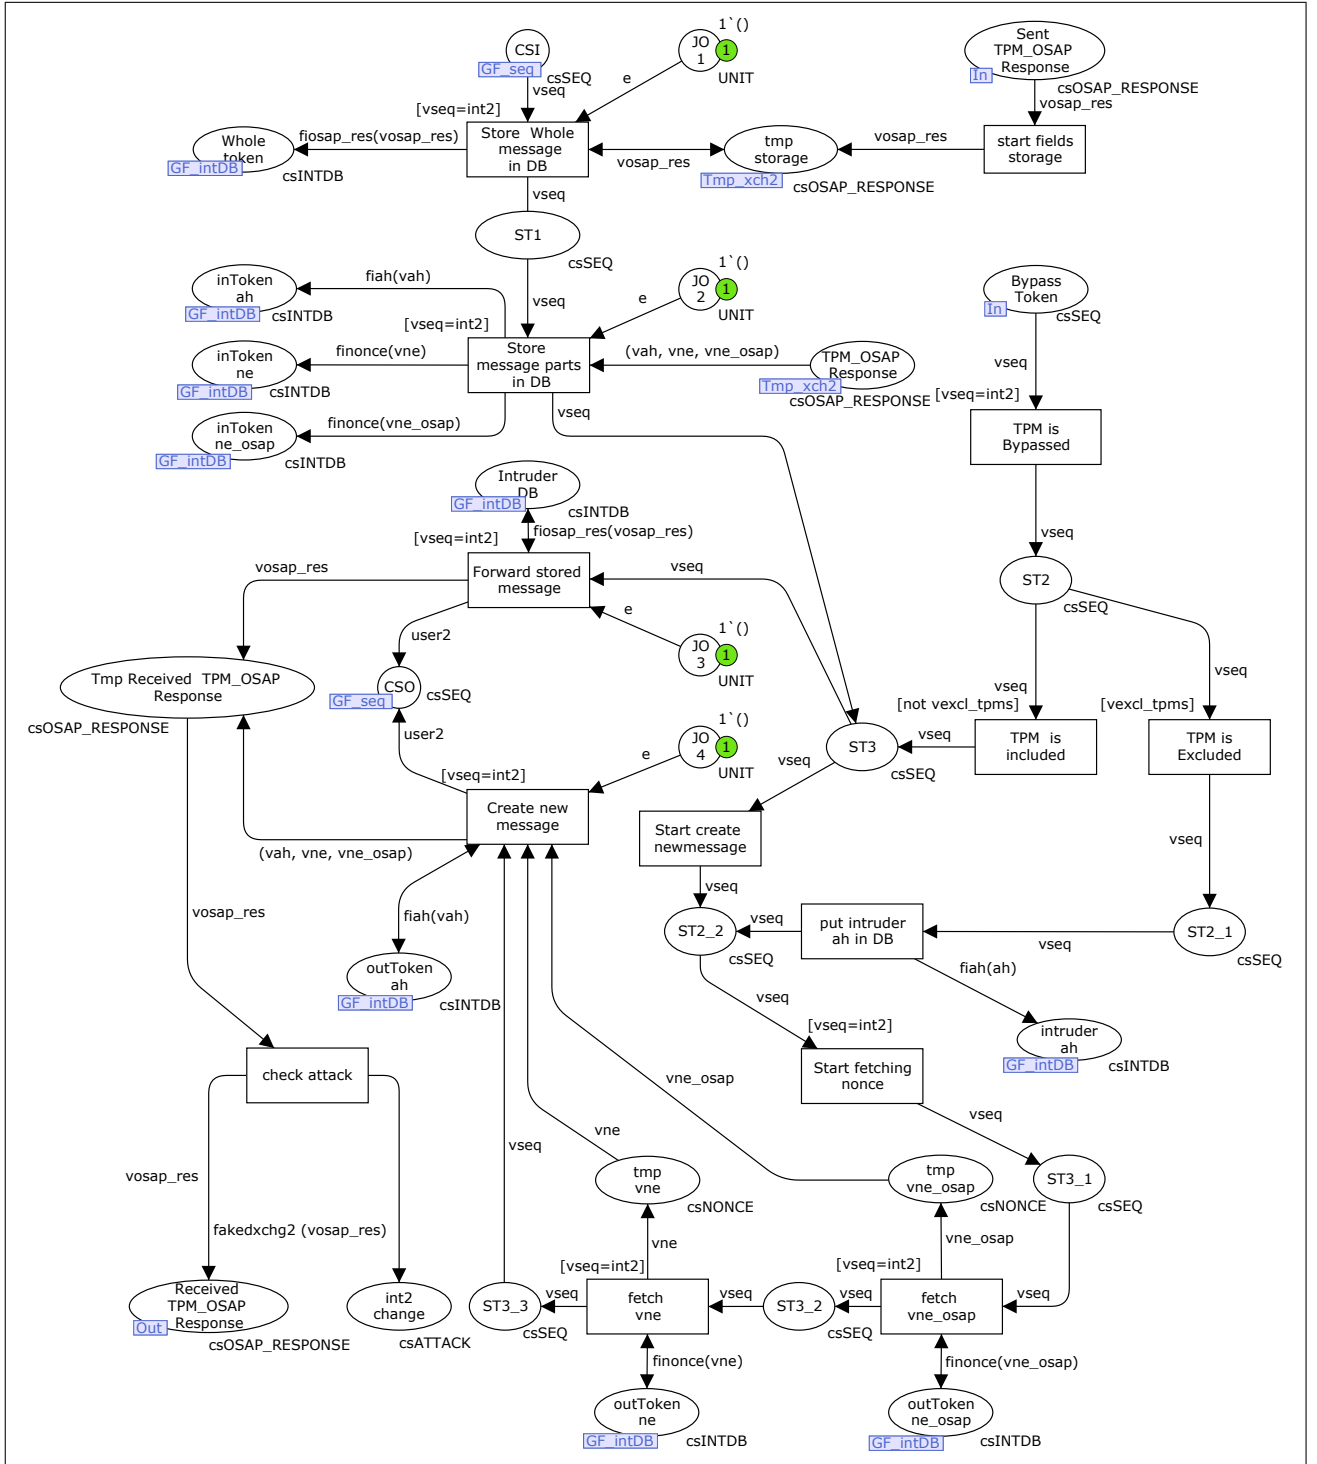 CSI
GF_seq
csSEQ
vseq
[vseq=int2]
JO
1
1`()
1
UNIT
e
Sent
TPM_OSAP
Response
In
csOSAP_RESPONSE
vosap_res
Whole
token
GF_intDB
csINTDB
fiosap_res(vosap_res)
Store Whole
message
in DB
vosap_res
tmp
storage
Tmp_xch2
csOSAP_RESPONSE
vosap_res
start fields
storage
vseq
ST1
csSEQ
vseq
inToken
ah
GF_intDB
csINTDB
fiah(vah)
[vseq=int2]
JO
2
1`()
1
UNIT
e
Bypass
Token
In
csSEQ
inToken
ne
GF_intDB
csINTDB
finonce(vne)
Store
message parts
in DB
(vah, vne, vne_osap)
TPM_OSAP
Response
Tmp_xch2
csOSAP_RESPONSE
vseq
[vseq=int2]
TPM is
Bypassed
inToken
ne_osap
GF_intDB
csINTDB
finonce(vne_osap)
vseq
Intruder
DB
GF_intDB
csINTDB
[vseq=int2]
fiosap_res(vosap_res)
vseq
ST2
csSEQ
vosap_res
Forward stored
message
vseq
e
JO
3
1`()
1
UNIT
user2
Tmp Received TPM_OSAP
Response
csOSAP_RESPONSE
CSO
GF_seq
csSEQ
user2
vseq
[not vexcl_tpms]
TPM is
included
vseq
[vexcl_tpms]
TPM is
Excluded
JO
4
1`()
1
UNIT
e
vseq
ST3
csSEQ
vseq
[vseq=int2]
Create new
message
(vah, vne, vne_osap)
Start create
newmessage
vseq
vseq
vosap_res
fiah(vah)
outToken
ah
GF_intDB
csINTDB
ST2_2
csSEQ
vseq
put intruder
ah in DB
vseq
ST2_1
csSEQ
fiah(ah)
intruder
ah
GF_intDB
csINTDB
vseq
[vseq=int2]
Start fetching
nonce
check attack
vne_osap
vseq
vne
vseq
vosap_res
fakedxchg2 (vosap_res)
tmp
vne
csNONCE
tmp
vne_osap
csNONCE
ST3_1
csSEQ
vne
vne_osap
[vseq=int2]
[vseq=int2]
Received
TPM_OSAP
Response
Out
csOSAP_RESPONSE
int2
change
csATTACK
ST3_3
csSEQ
vseq
fetch
vne
vseq
ST3_2
csSEQ
vseq
fetch
vne_osap
vseq
finonce(vne)
finonce(vne_osap)
outToken
ne
GF_intDB
csINTDB
outToken
ne_osap
GF_intDB
csINTDB